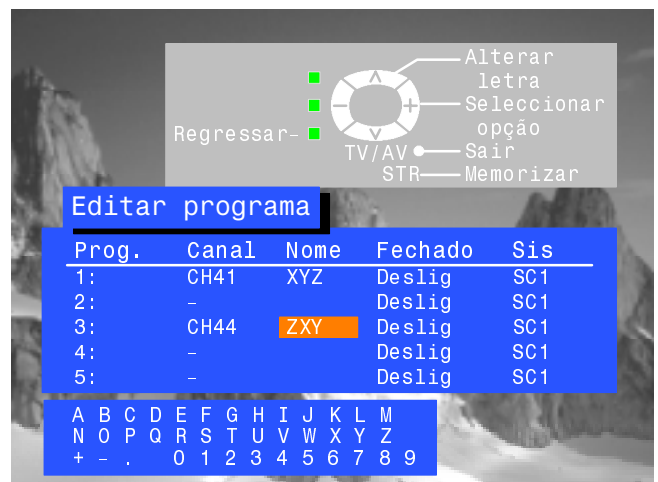 Alterar
letra
Seleccionar
opção
Regressar-
TV/AV Sair
STR Memorizar
Editar programa
Prog. Canal Nome Fechado Sis
1: CH41 XYZ Deslig SC1
2: - Deslig SC1
3: CH44 ZXY Deslig SC1
4: - Deslig SC1
5: - Deslig SC1
A B C D E F G H I J K L M
N O P Q R S T U V W X Y Z
+ - . 0 1 2 3 4 5 6 7 8 9